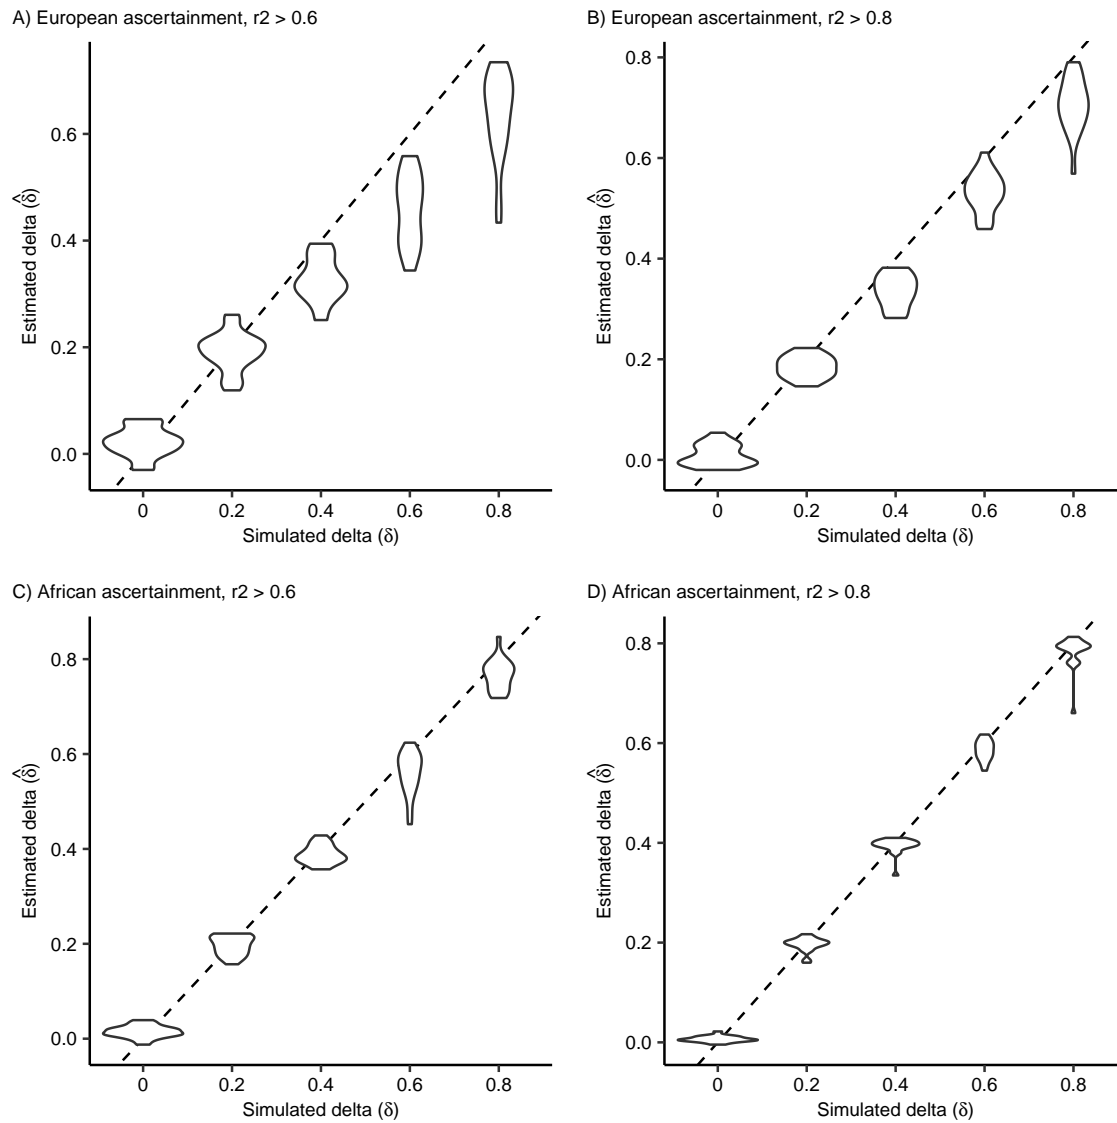 A) European ascertainment, r2 > 0.6
Estimated delta (δ̂)
0.6
0.4
0.2
0.0
0 0.2 0.4 0.6 0.8
Simulated delta (δ)
B) European ascertainment, r2 > 0.8
Estimated delta (δ̂)
0.8
0.6
0.4
0.2
0.0
0 0.2 0.4 0.6 0.8
Simulated delta (δ)
C) African ascertainment, r2 > 0.6
Estimated delta (δ̂)
0.8
0.6
0.4
0.2
0.0
0 0.2 0.4 0.6 0.8
Simulated delta (δ)
D) African ascertainment, r2 > 0.8
Estimated delta (δ̂)
0.8
0.6
0.4
0.2
0.0
0 0.2 0.4 0.6 0.8
Simulated delta (δ)